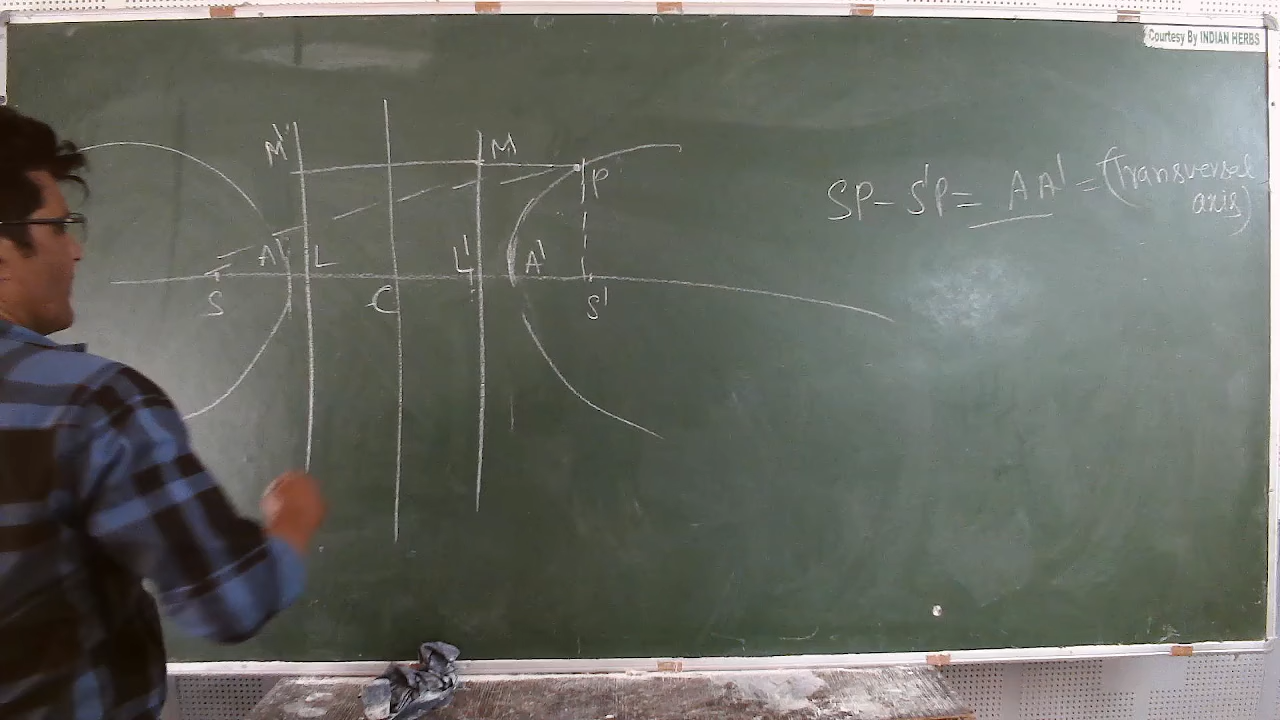 Courtesy By INDIAN HERBS
M' M
P
SP - S'P = AA' = (Transversal
axis)
A L L' A'
S C S'